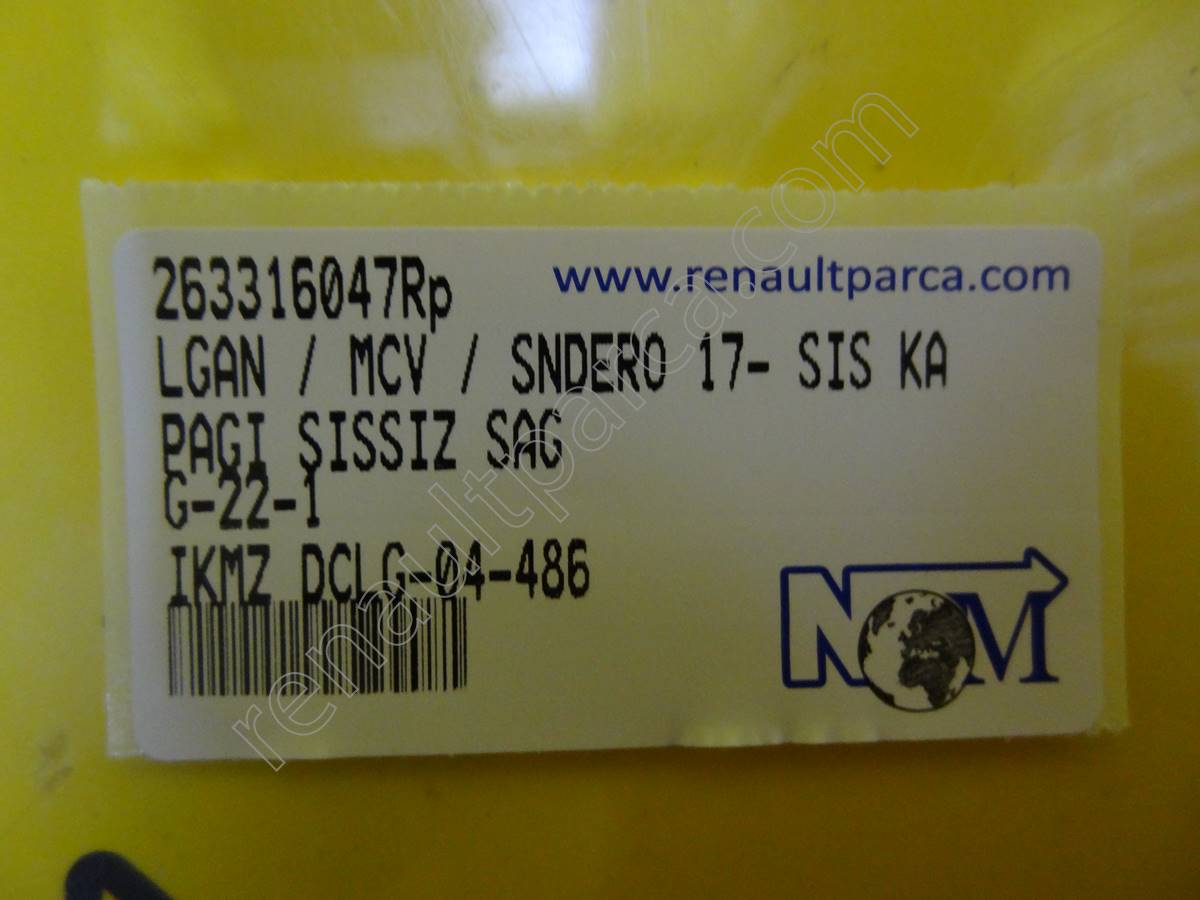 263316047Rp
www.renaultparca.com
LGAN / MCV / SNDERO 17- SIS KA
PAGI SISSIZ SAG
G-22-1
IKMZ DCLG-04-486
NM
renaultparca.com